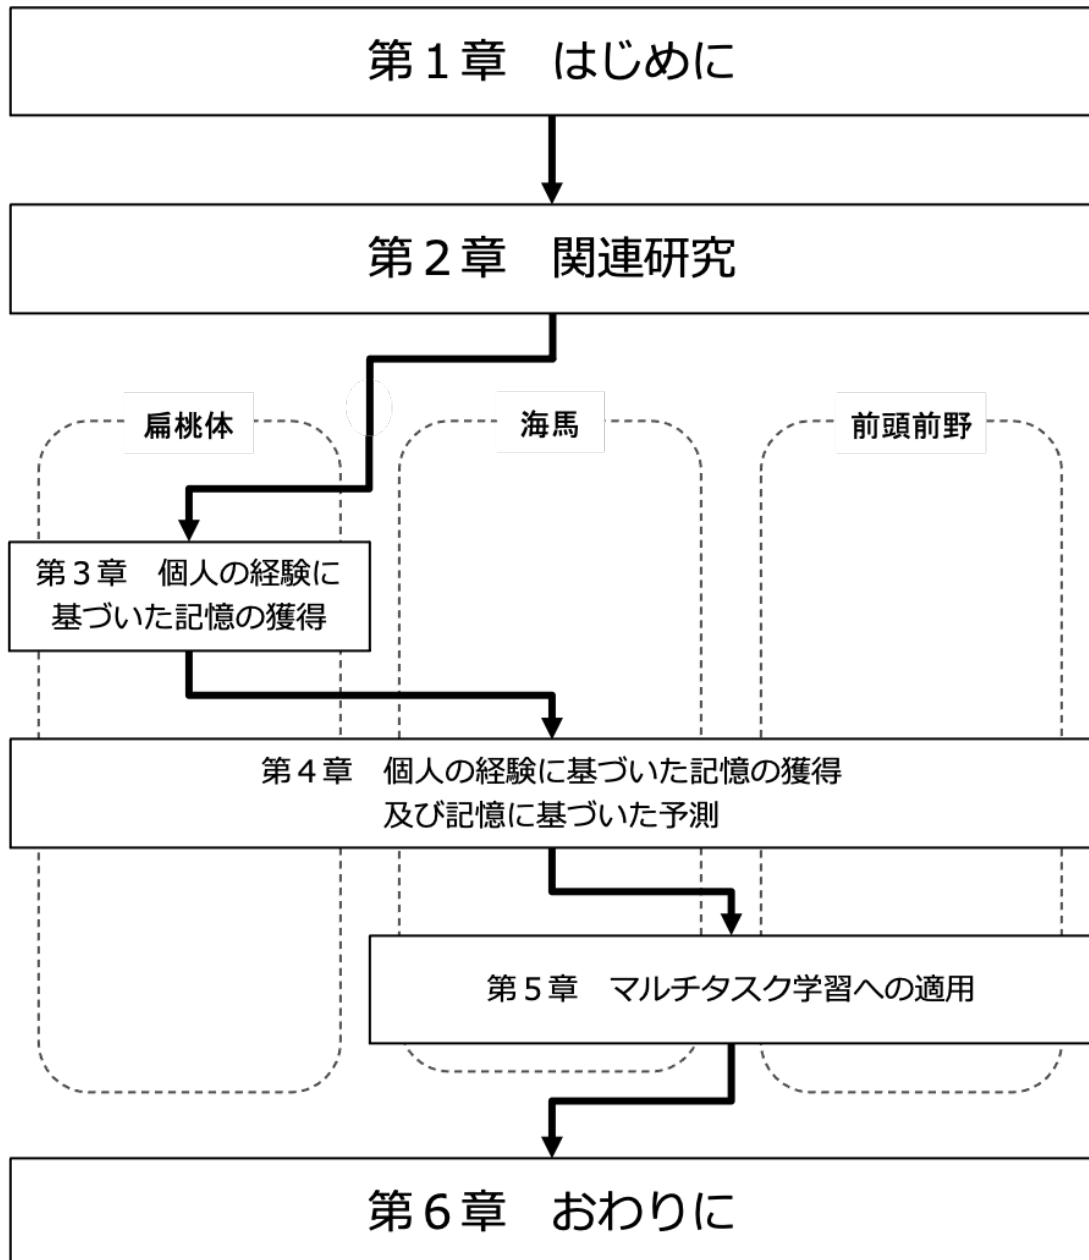 第１章　はじめに
第２章　関連研究
扁桃体
海馬
前頭前野
第３章　個人の経験に
基づいた記憶の獲得
第４章　個人の経験に基づいた記憶の獲得
及び記憶に基づいた予測
第５章　マルチタスク学習への適用
第６章　おわりに